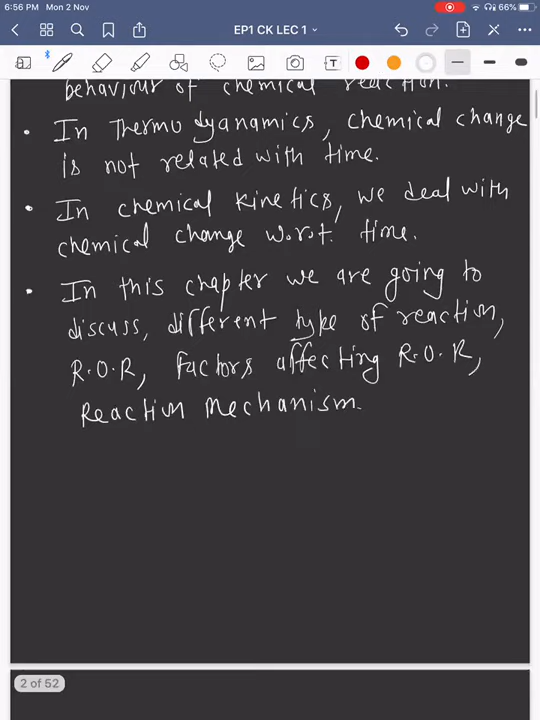 6:56 PM Mon 2 Nov
66%
EP1 CK LEC 1
T
behaviour of chemical reaction.
• In Thermodyanamics, chemical change
is not related with time.
• In chemical kinetics, we deal with
chemical change w.r.t. time.
• In this chapter we are going to
discuss, different type of reaction,
R.O.R, factors affecting R.O.R,
Reaction Mechanism.
2 of 52